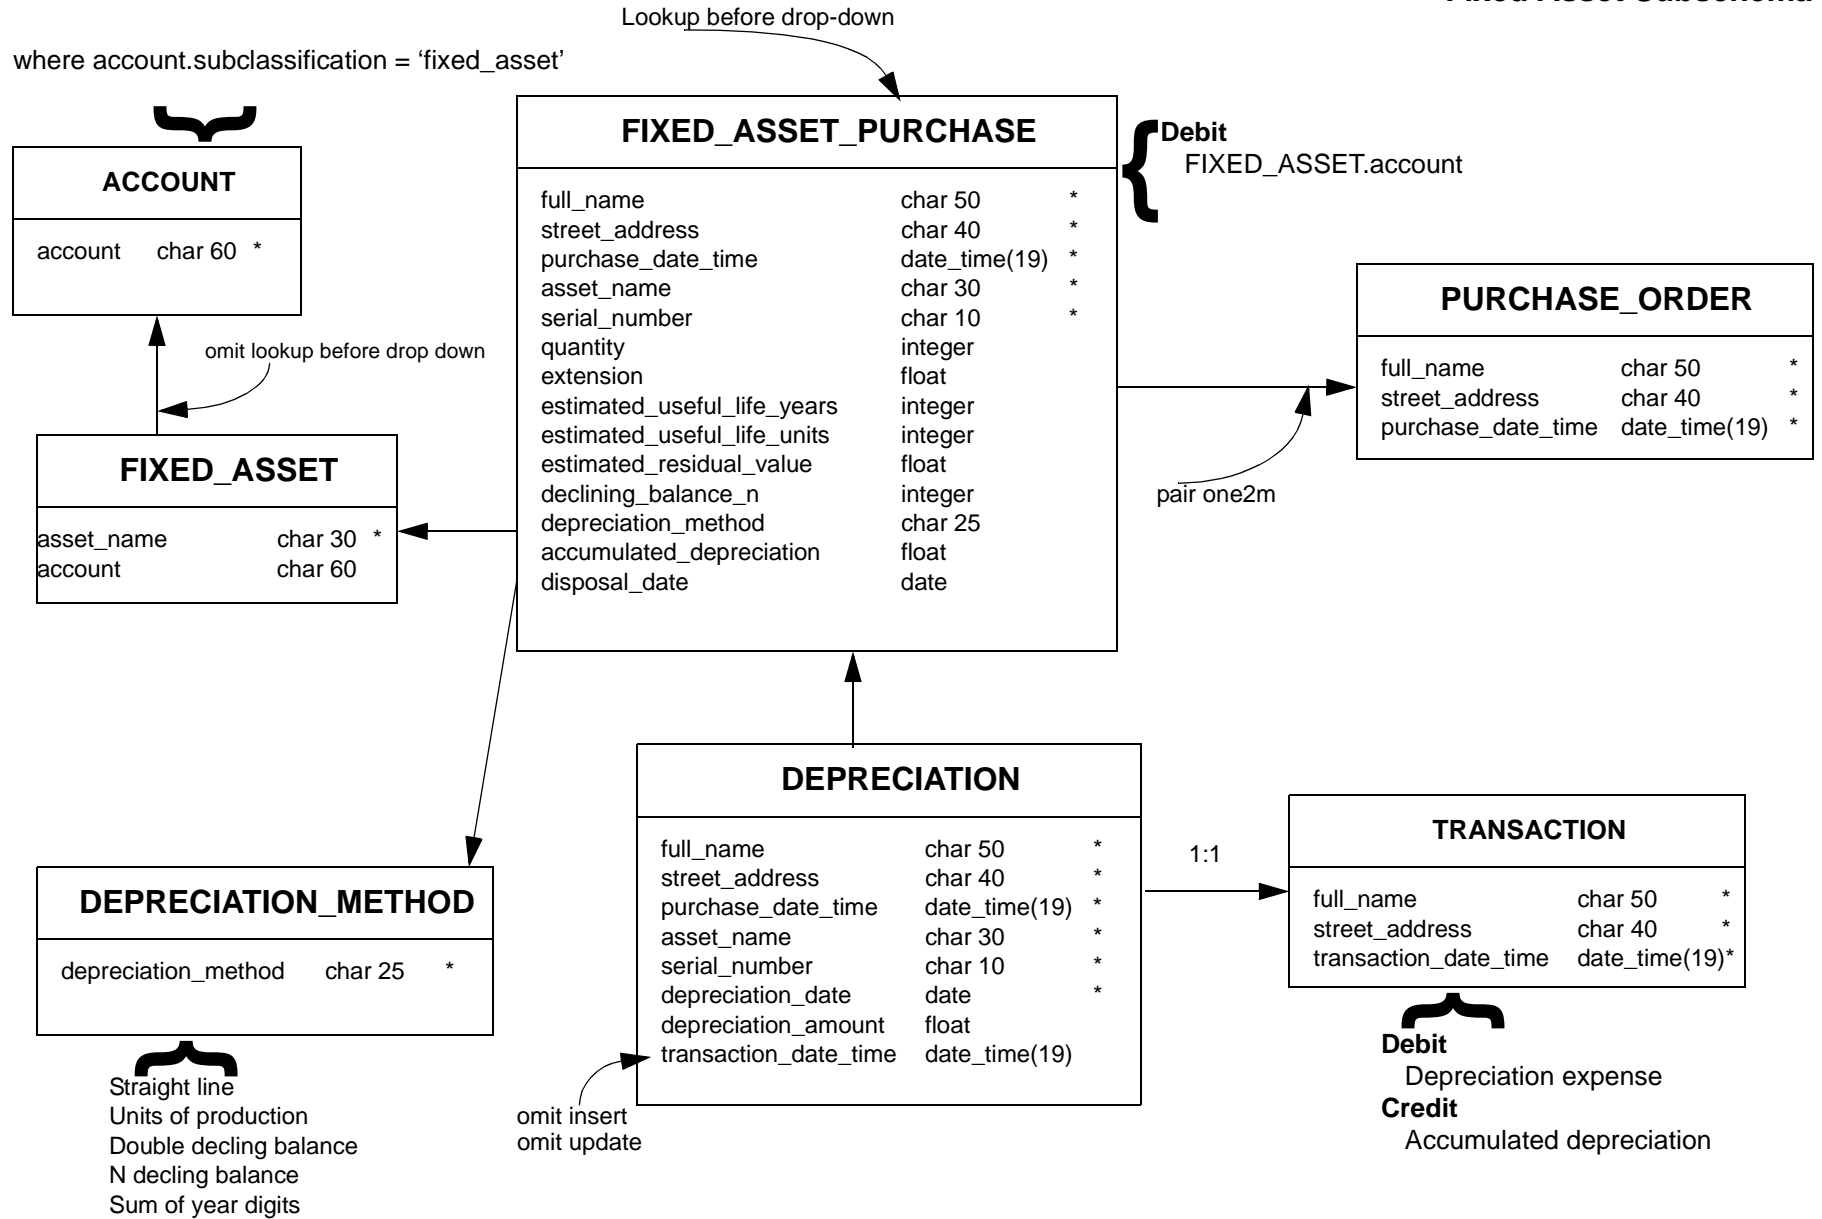 Lookup before drop-down
where account.subclassification = ‘fixed_asset’
ACCOUNT
account char 60 *
omit lookup before drop down
FIXED_ASSET
asset_name char 30 *
account char 60
FIXED_ASSET_PURCHASE
full_name char 50 *
street_address char 40 *
purchase_date_time date_time(19) *
asset_name char 30 *
serial_number char 10 *
quantity integer
extension float
estimated_useful_life_years integer
estimated_useful_life_units integer
estimated_residual_value float
declining_balance_n integer
depreciation_method char 25
accumulated_depreciation float
disposal_date date
Debit
FIXED_ASSET.account
PURCHASE_ORDER
full_name char 50 *
street_address char 40 *
purchase_date_time date_time(19) *
pair one2m
DEPRECIATION_METHOD
depreciation_method char 25 *
Straight line
Units of production
Double decling balance
N decling balance
Sum of year digits
DEPRECIATION
full_name char 50 *
street_address char 40 *
purchase_date_time date_time(19) *
asset_name char 30 *
serial_number char 10 *
depreciation_date date *
depreciation_amount float
transaction_date_time date_time(19)
omit insert
omit update
1:1
TRANSACTION
full_name char 50 *
street_address char 40 *
transaction_date_time date_time(19)*
Debit
Depreciation expense
Credit
Accumulated depreciation